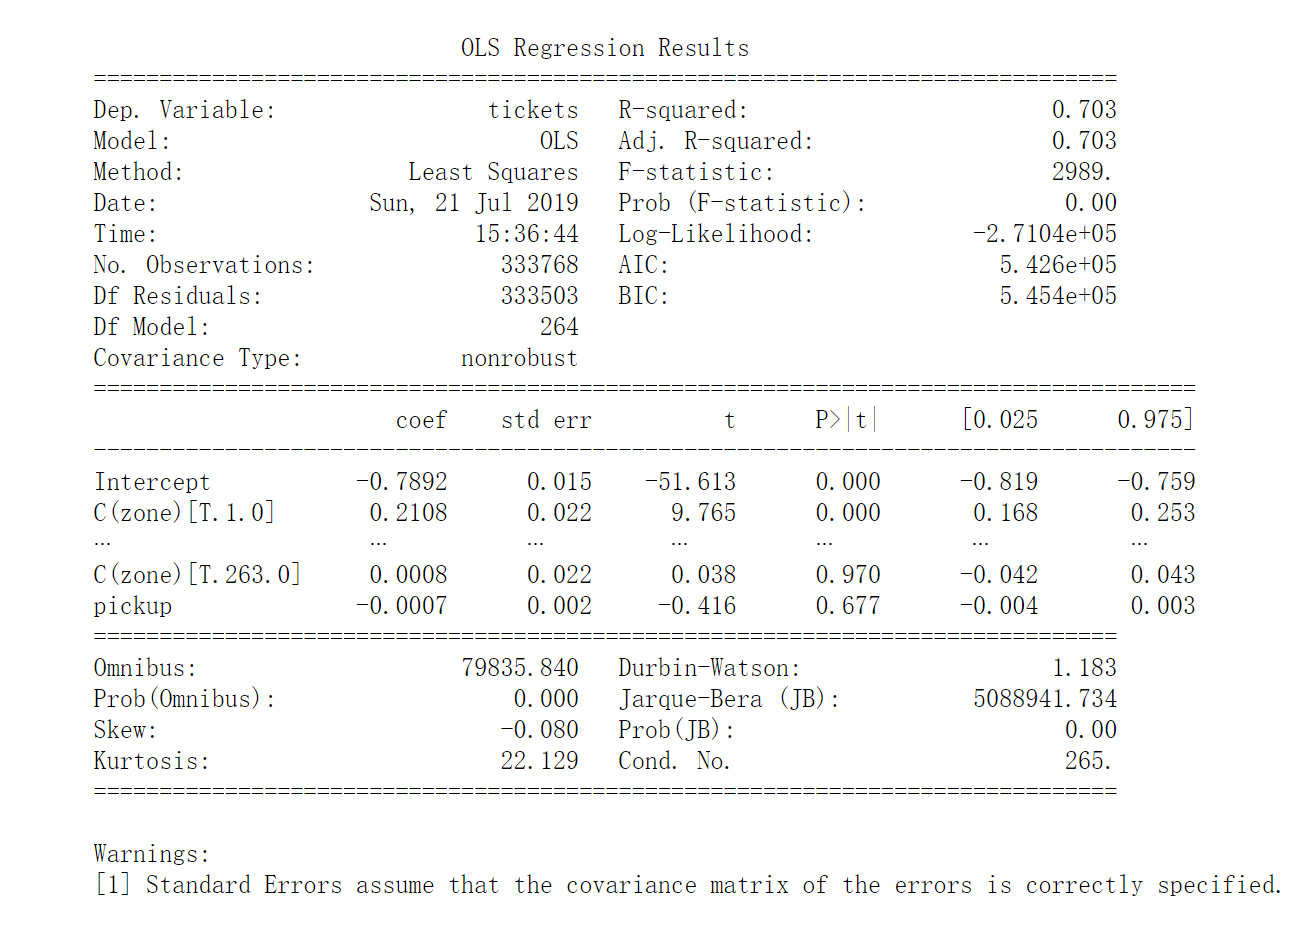 OLS Regression Results
==============================================================================
Dep. Variable: tickets R-squared: 0.703
Model: OLS Adj. R-squared: 0.703
Method: Least Squares F-statistic: 2989.
Date: Sun, 21 Jul 2019 Prob (F-statistic): 0.00
Time: 15:36:44 Log-Likelihood: -2.7104e+05
No. Observations: 333768 AIC: 5.426e+05
Df Residuals: 333503 BIC: 5.454e+05
Df Model: 264
Covariance Type: nonrobust
====================================================================================
coef std err t P>|t| [0.025 0.975]
------------------------------------------------------------------------------------
Intercept -0.7892 0.015 -51.613 0.000 -0.819 -0.759
C(zone)[T.1.0] 0.2108 0.022 9.765 0.000 0.168 0.253
… … … … … … …
C(zone)[T.263.0] 0.0008 0.022 0.038 0.970 -0.042 0.043
pickup -0.0007 0.002 -0.416 0.677 -0.004 0.003
==============================================================================
Omnibus: 79835.840 Durbin-Watson: 1.183
Prob(Omnibus): 0.000 Jarque-Bera (JB): 5088941.734
Skew: -0.080 Prob(JB): 0.00
Kurtosis: 22.129 Cond. No. 265.
==============================================================================
Warnings:
[1] Standard Errors assume that the covariance matrix of the errors is correctly specified.